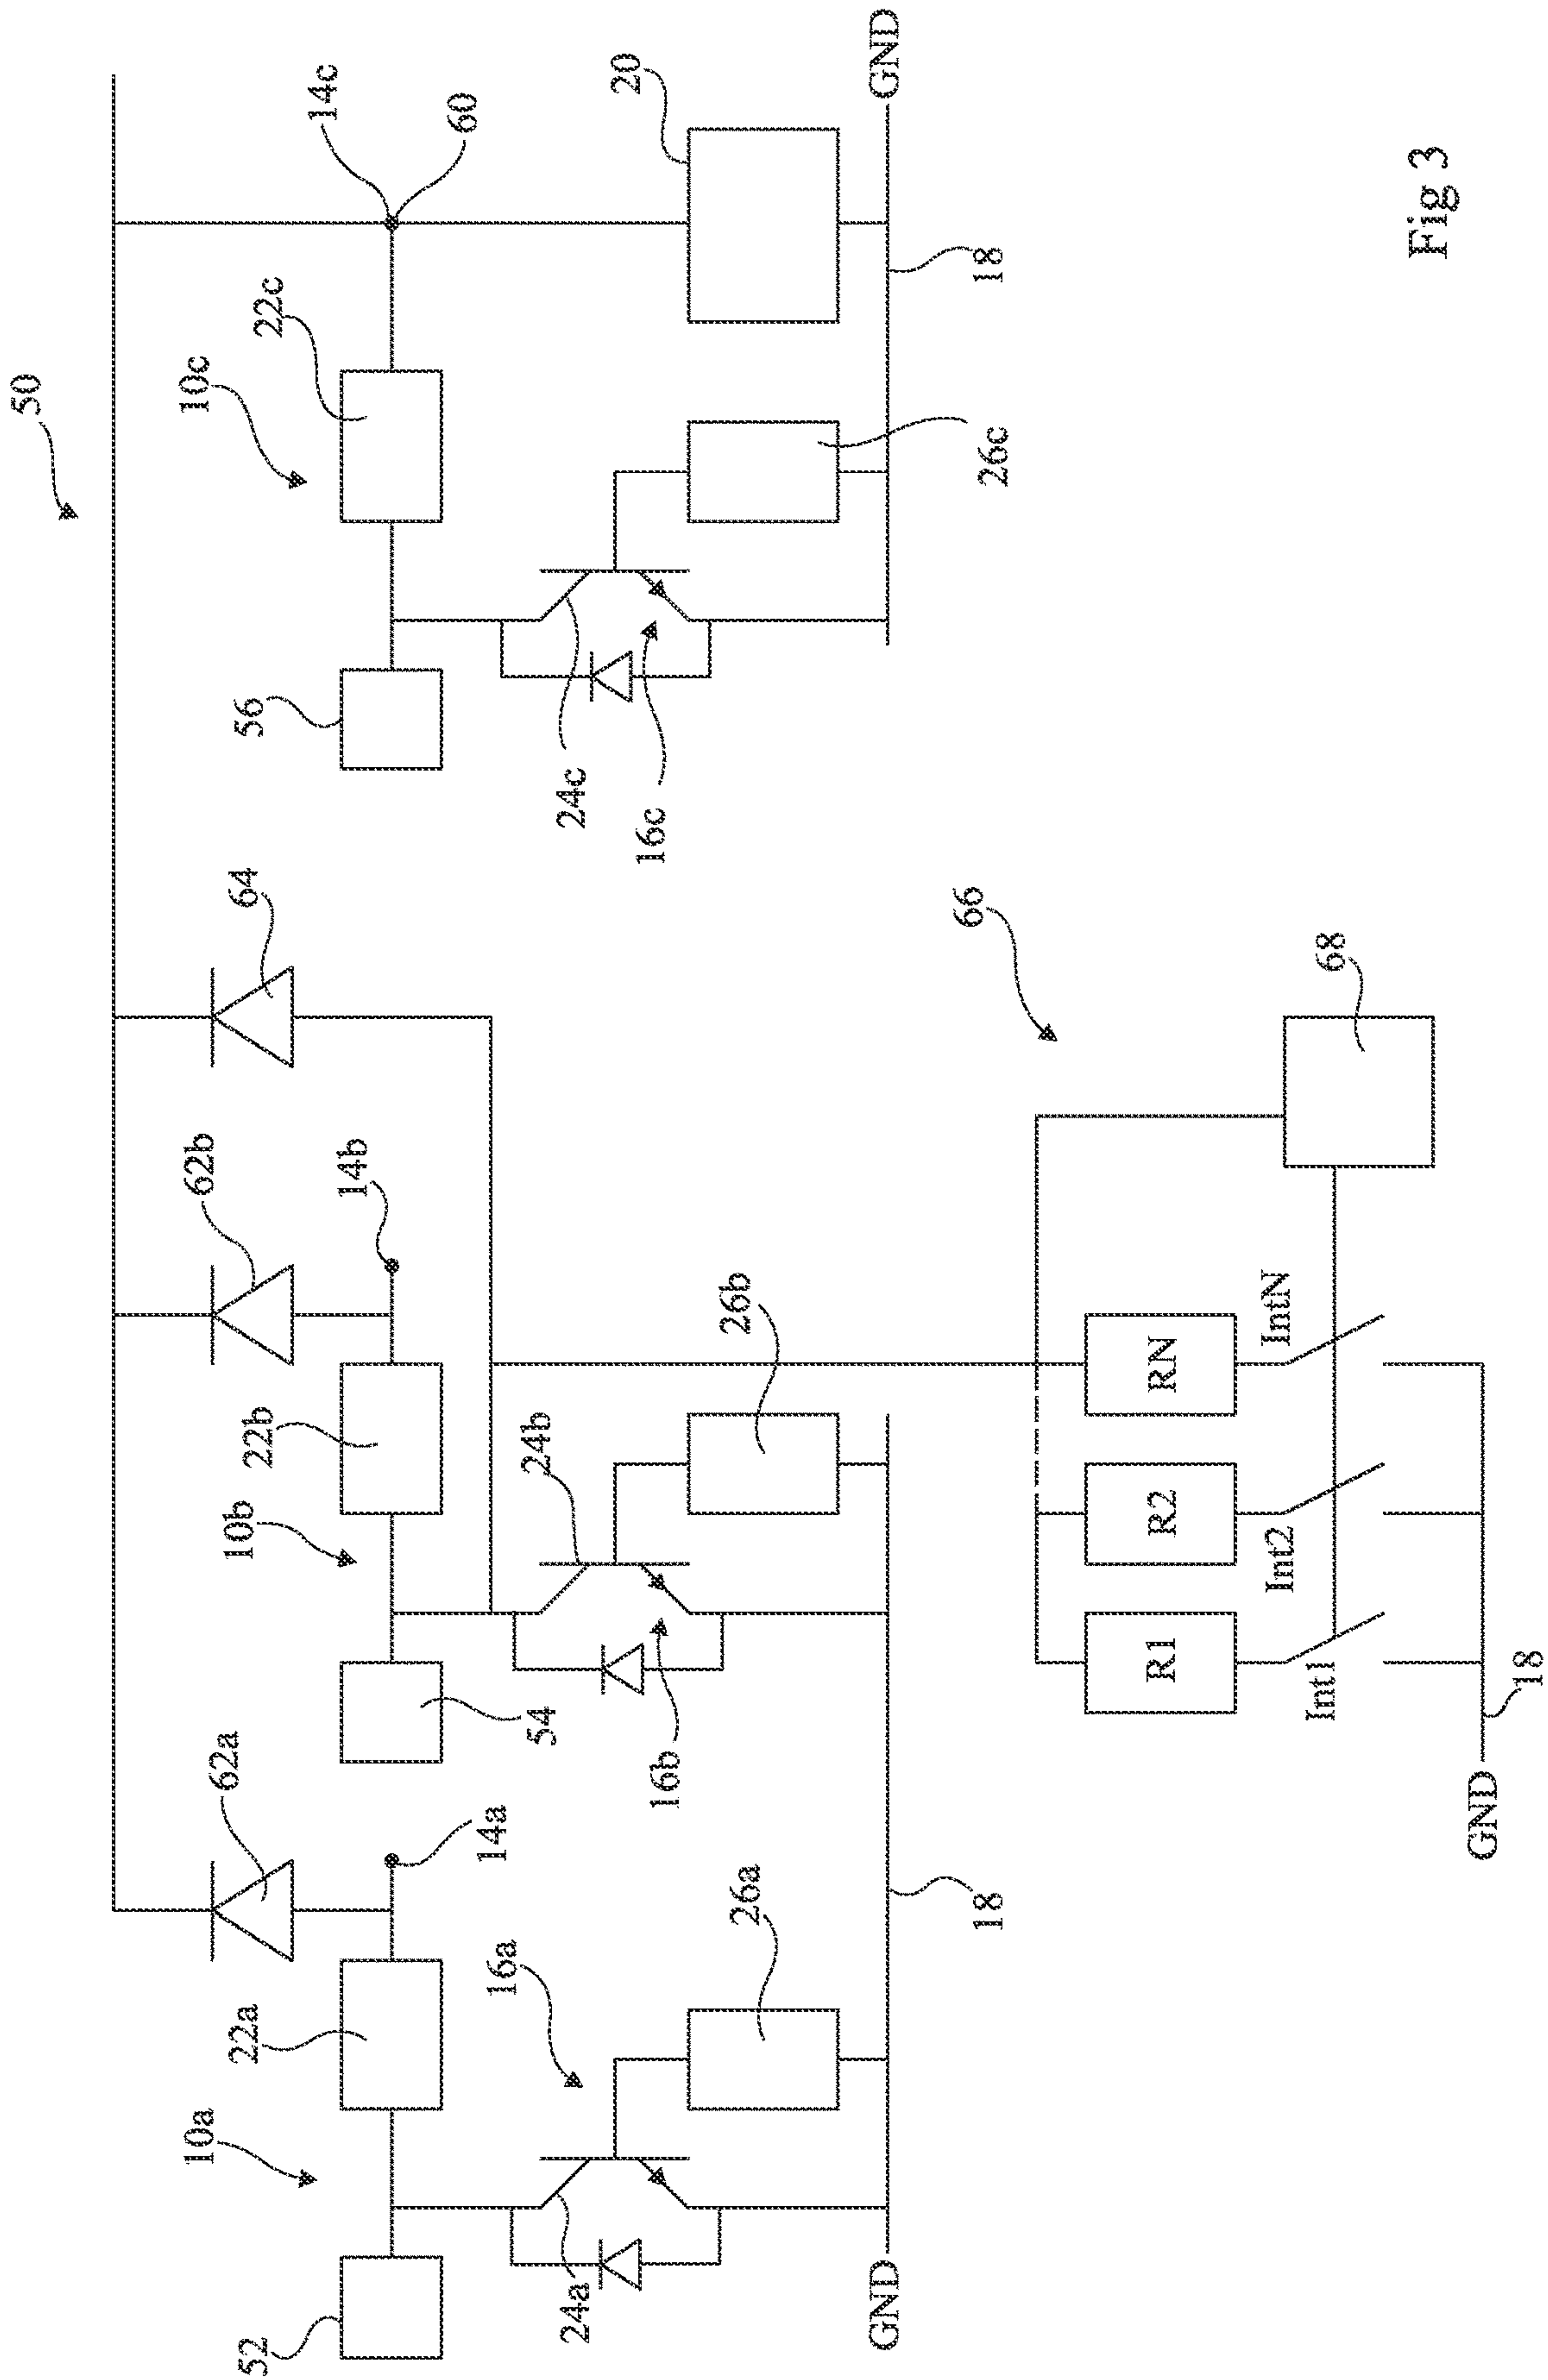 50
10a
62b
10c
62a
10b
64
52
22a
22b
56
22c
14b
14c
14a
16a
54
24b
24c
60
24a
16b
16c
20
26a
26b
GND
GND
18
66
26c
18
R1
R2
RN
Int1
Int2
IntN
68
GND
18
Fig 3